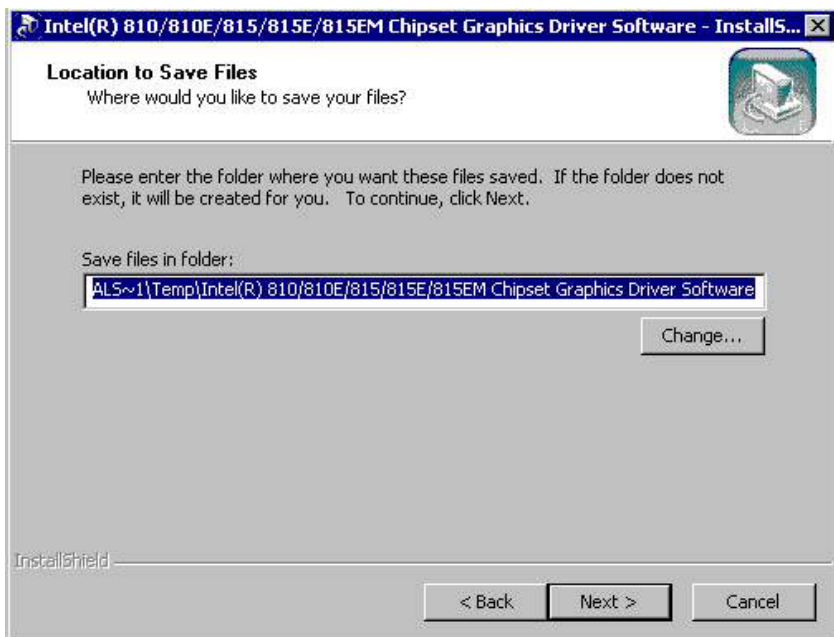 Intel(R) 810/810E/815/815E/815EM Chipset Graphics Driver Software - InstallS...
Location to Save Files
Where would you like to save your files?
Please enter the folder where you want these files saved. If the folder does not
exist, it will be created for you. To continue, click Next.
Save files in folder:
ALS~1\Temp\Intel(R) 810/810E/815/815E/815EM Chipset Graphics Driver Software
Change...
InstallShield
< Back
Next >
Cancel